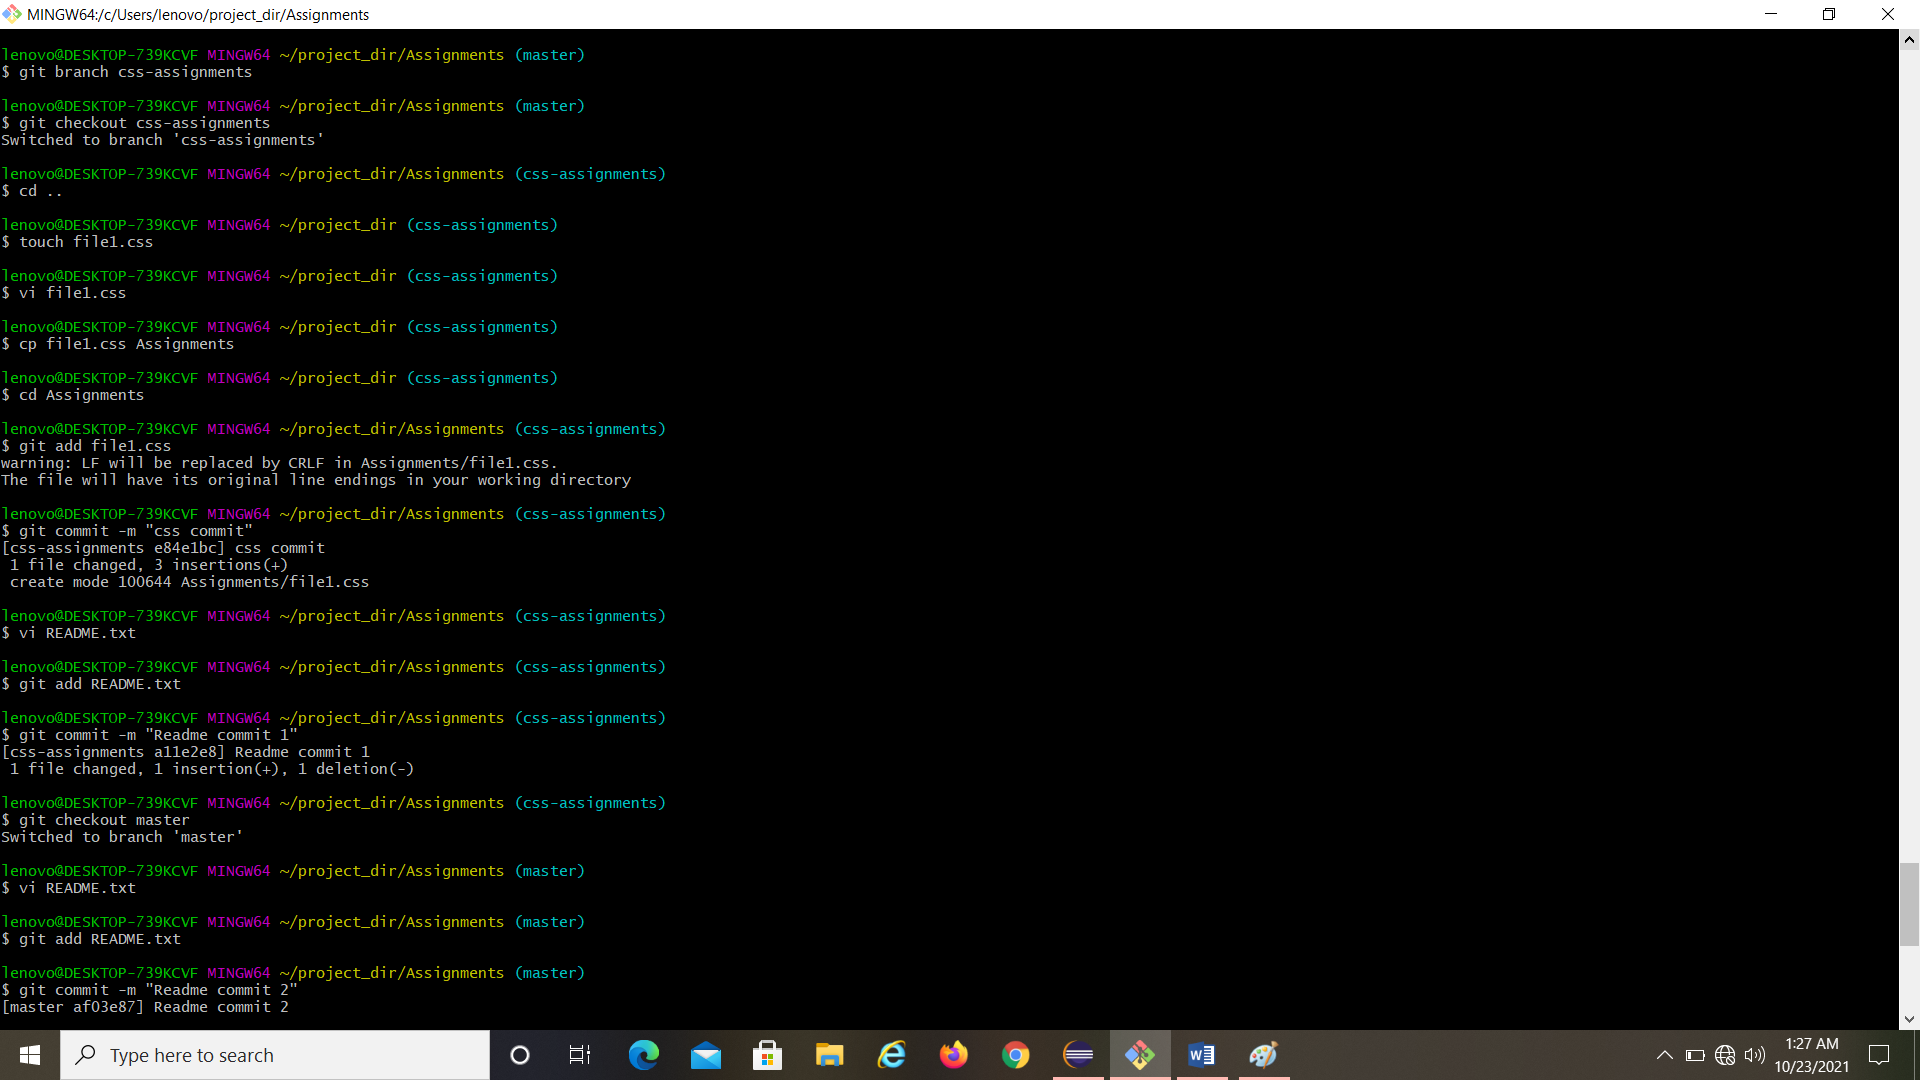 MINGW64:/c/Users/lenovo/project_dir/Assignments
lenovo@DESKTOP-739KCVF MINGW64 ~/project_dir/Assignments (master)
$ git branch css-assignments
lenovo@DESKTOP-739KCVF MINGW64 ~/project_dir/Assignments (master)
$ git checkout css-assignments
Switched to branch 'css-assignments'
lenovo@DESKTOP-739KCVF MINGW64 ~/project_dir/Assignments (css-assignments)
$ cd ..
lenovo@DESKTOP-739KCVF MINGW64 ~/project_dir (css-assignments)
$ touch file1.css
lenovo@DESKTOP-739KCVF MINGW64 ~/project_dir (css-assignments)
$ vi file1.css
lenovo@DESKTOP-739KCVF MINGW64 ~/project_dir (css-assignments)
$ cp file1.css Assignments
lenovo@DESKTOP-739KCVF MINGW64 ~/project_dir (css-assignments)
$ cd Assignments
lenovo@DESKTOP-739KCVF MINGW64 ~/project_dir/Assignments (css-assignments)
$ git add file1.css
warning: LF will be replaced by CRLF in Assignments/file1.css.
The file will have its original line endings in your working directory
lenovo@DESKTOP-739KCVF MINGW64 ~/project_dir/Assignments (css-assignments)
$ git commit -m "css commit"
[css-assignments e84e1bc] css commit
1 file changed, 3 insertions(+)
create mode 100644 Assignments/file1.css
lenovo@DESKTOP-739KCVF MINGW64 ~/project_dir/Assignments (css-assignments)
$ vi README.txt
lenovo@DESKTOP-739KCVF MINGW64 ~/project_dir/Assignments (css-assignments)
$ git add README.txt
lenovo@DESKTOP-739KCVF MINGW64 ~/project_dir/Assignments (css-assignments)
$ git commit -m "Readme commit 1"
[css-assignments a11e2e8] Readme commit 1
1 file changed, 1 insertion(+), 1 deletion(-)
lenovo@DESKTOP-739KCVF MINGW64 ~/project_dir/Assignments (css-assignments)
$ git checkout master
Switched to branch 'master'
lenovo@DESKTOP-739KCVF MINGW64 ~/project_dir/Assignments (master)
$ vi README.txt
lenovo@DESKTOP-739KCVF MINGW64 ~/project_dir/Assignments (master)
$ git add README.txt
lenovo@DESKTOP-739KCVF MINGW64 ~/project_dir/Assignments (master)
$ git commit -m "Readme commit 2"
[master af03e87] Readme commit 2
Type here to search
1:27 AM
10/23/2021